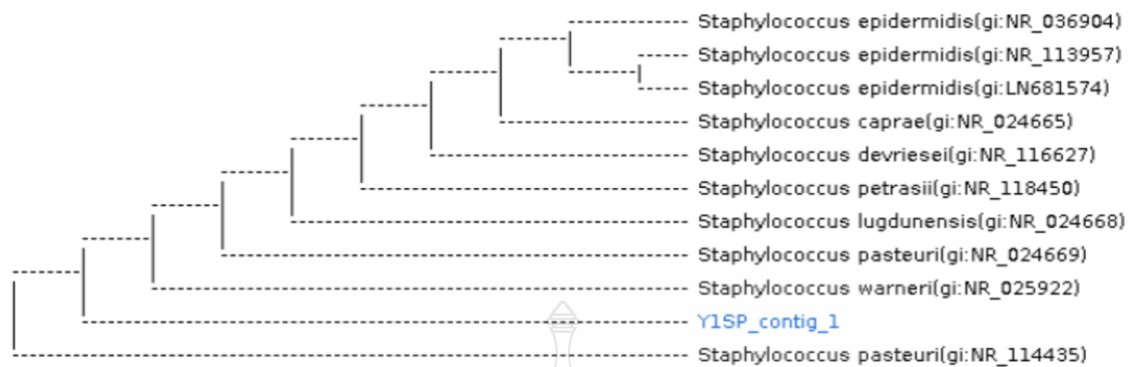 Staphylococcus epidermidis(gi:NR_036904)
Staphylococcus epidermidis(gi:NR_113957)
Staphylococcus epidermidis(gi:LN681574)
Staphylococcus caprae(gi:NR_024665)
Staphylococcus devriesei(gi:NR_116627)
Staphylococcus petrasii(gi:NR_118450)
Staphylococcus lugdunensis(gi:NR_024668)
Staphylococcus pasteuri(gi:NR_024669)
Staphylococcus warneri(gi:NR_025922)
Y1SP_contig_1
Staphylococcus pasteuri(gi:NR_114435)